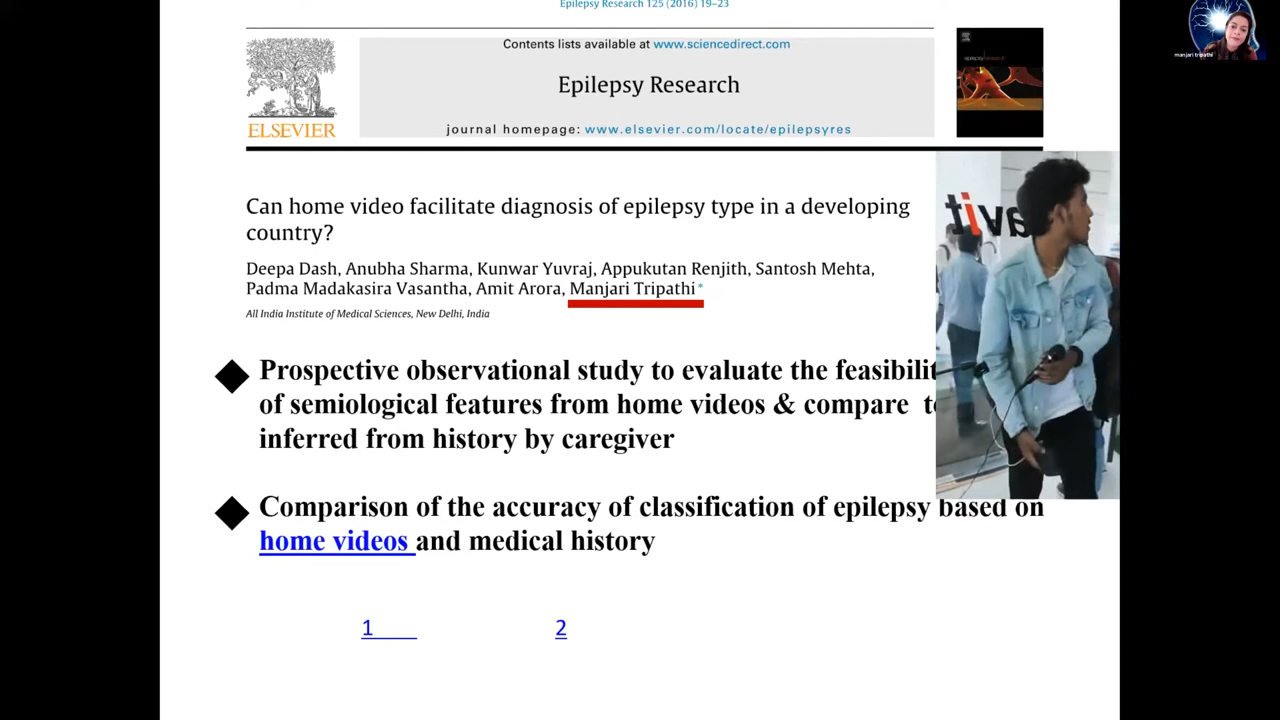 Epilepsy Research 125 (2016) 19–23
manjari tripathi
Contents lists available at www.sciencedirect.com
Epilepsy Research
ELSEVIER
journal homepage: www.elsevier.com/locate/epilepsyres
Can home video facilitate diagnosis of epilepsy type in a developing
country?
Deepa Dash, Anubha Sharma, Kunwar Yuvraj, Appukutan Renjith, Santosh Mehta,
Padma Madakasira Vasantha, Amit Arora, Manjari Tripathi *
All India Institute of Medical Sciences, New Delhi, India
Prospective observational study to evaluate the feasibilit
of semiological features from home videos & compare
inferred from history by caregiver
Comparison of the accuracy of classification of epilepsy based on
home videos and medical history
1 2